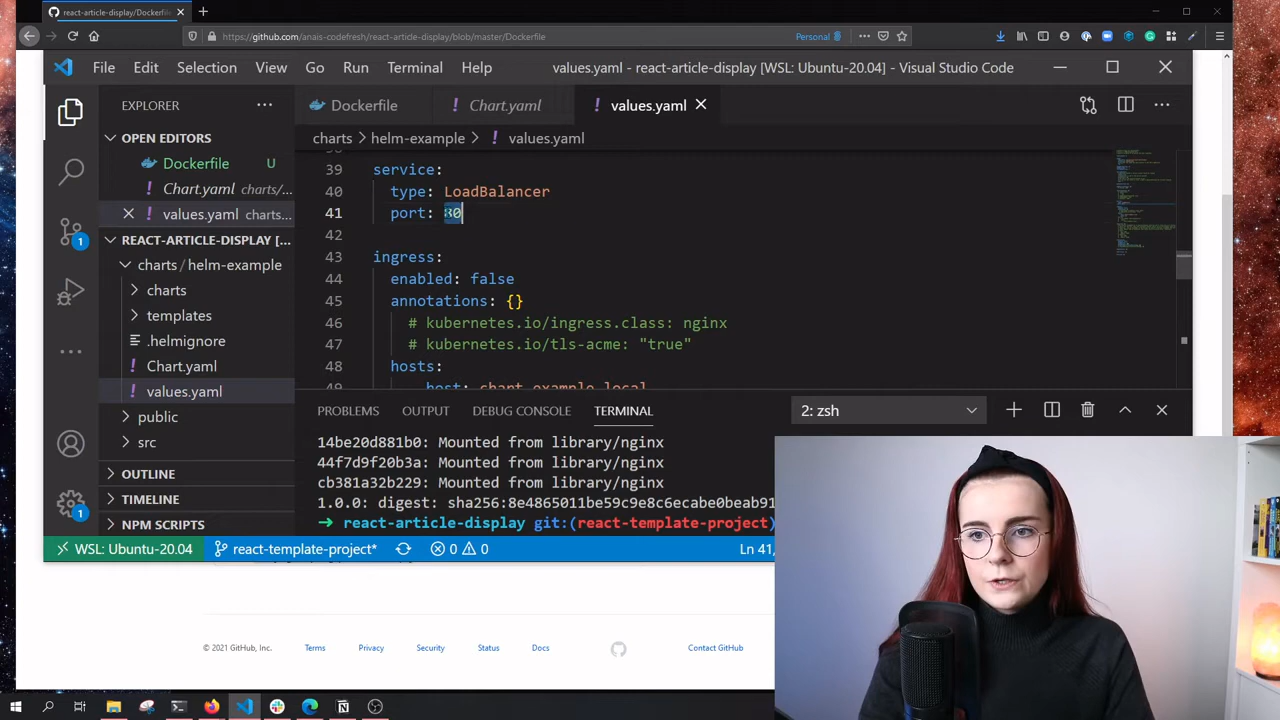 react-article-display/Dockerfil
https://github.com/anais-codefresh/react-article-display/blob/master/Dockerfile
Personal
File Edit Selection View Go Run Terminal Help
values.yaml - react-article-display [WSL: Ubuntu-20.04] - Visual Studio Code
EXPLORER
Dockerfile
Chart.yaml
values.yaml
OPEN EDITORS
Dockerfile U
Chart.yaml charts/...
values.yaml charts...
REACT-ARTICLE-DISPLAY [...
charts / helm-example
charts
templates
.helmignore
Chart.yaml
values.yaml
public
src
OUTLINE
TIMELINE
NPM SCRIPTS
1
1
charts > helm-example > values.yaml
39 service:
40 type: LoadBalancer
41 port: 80
42
43 ingress:
44 enabled: false
45 annotations: {}
46 # kubernetes.io/ingress.class: nginx
47 # kubernetes.io/tls-acme: "true"
48 hosts:
49 - host: chart-example.local
PROBLEMS OUTPUT DEBUG CONSOLE TERMINAL
2: zsh
14be20d881b0: Mounted from library/nginx
44f7d9f20b3a: Mounted from library/nginx
cb381a32b229: Mounted from library/nginx
1.0.0: digest: sha256:8e4865011be59c9e8c6ecabe0beab91
➜ react-article-display git:(react-template-project)
WSL: Ubuntu-20.04 react-template-project* 0 0 Ln 41,
© 2021 GitHub, Inc. Terms Privacy Security Status Docs Contact GitHub